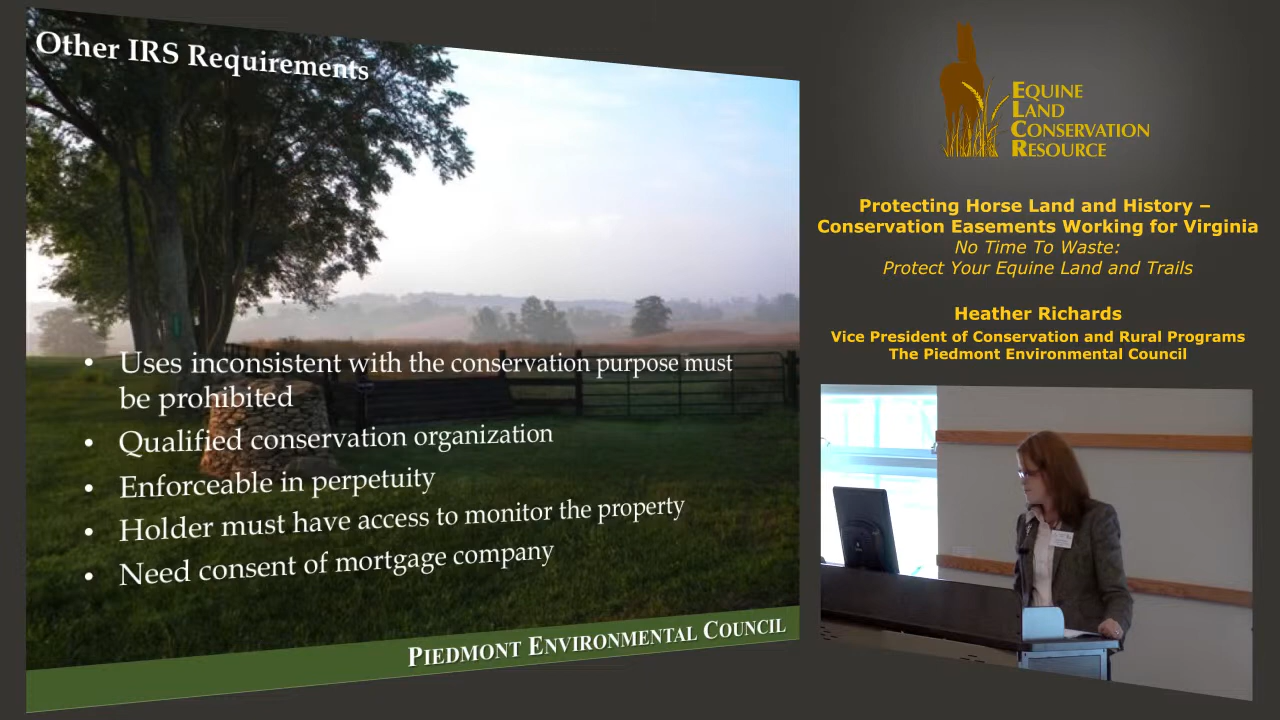 Other IRS Requirements
• Uses inconsistent with the conservation purpose must
be prohibited
• Qualified conservation organization
• Enforceable in perpetuity
• Holder must have access to monitor the property
• Need consent of mortgage company
PIEDMONT ENVIRONMENTAL COUNCIL
EQUINE
LAND
CONSERVATION
RESOURCE
Protecting Horse Land and History –
Conservation Easements Working for Virginia
No Time To Waste:
Protect Your Equine Land and Trails
Heather Richards
Vice President of Conservation and Rural Programs
The Piedmont Environmental Council